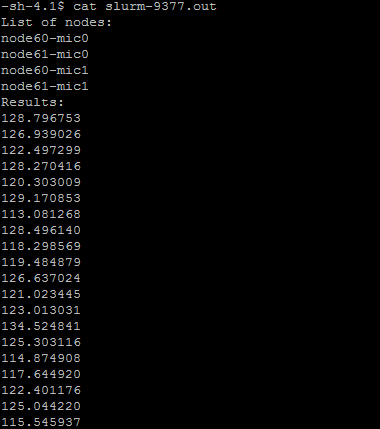 -sh-4.1$ cat slurm-9377.out
List of nodes:
node60-mic0
node61-mic0
node60-mic1
node61-mic1
Results:
128.796753
126.939026
122.497299
128.270416
120.303009
129.170853
113.081268
128.496140
118.298569
119.484879
126.637024
121.023445
123.013031
134.524841
125.303116
114.874908
117.644920
122.401176
125.044220
115.545937